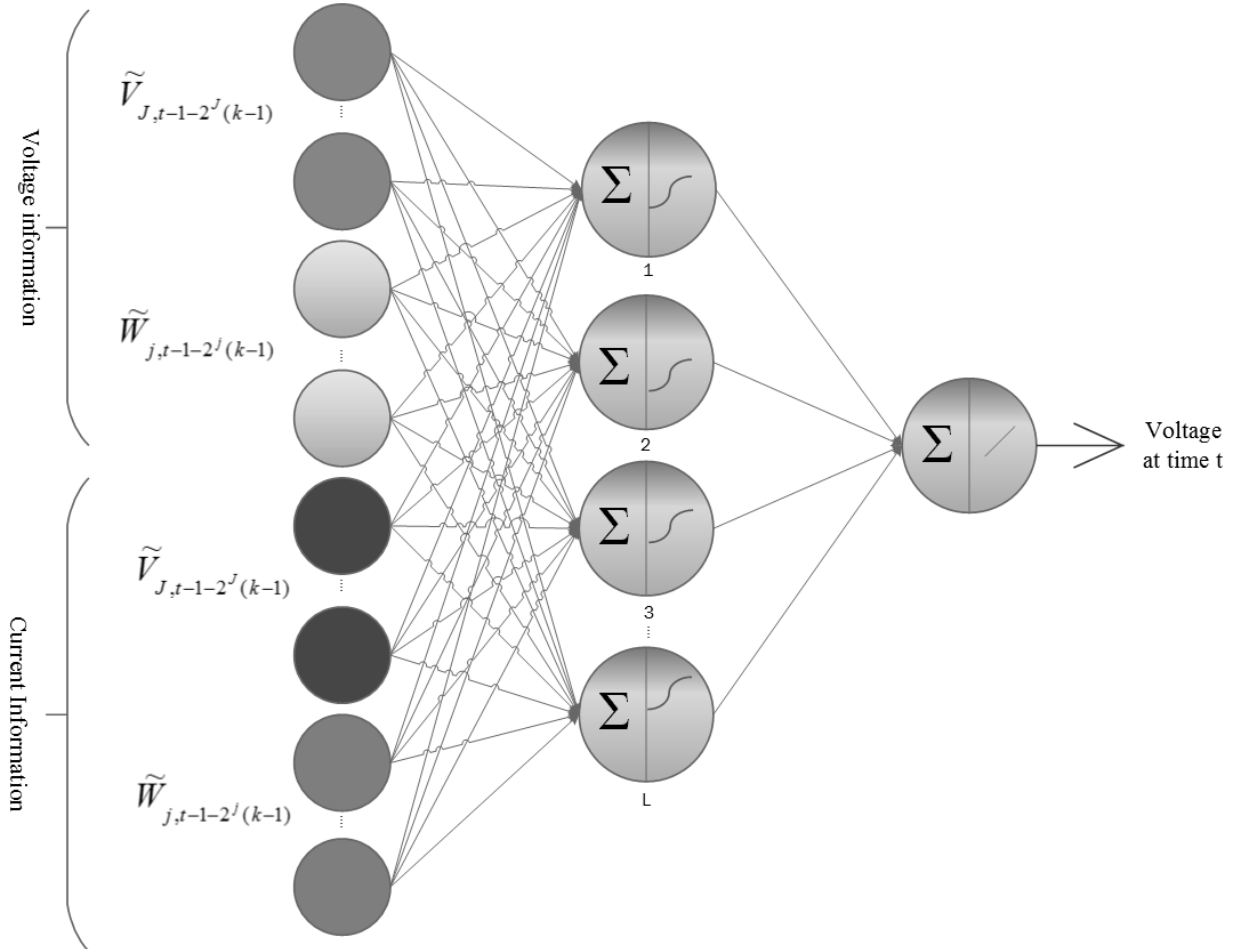 Voltage information
Ṽ_{J,t−1−2^J(k−1)}
W̃_{j,t−1−2^j(k−1)}
Current Information
Ṽ_{J,t−1−2^J(k−1)}
W̃_{j,t−1−2^j(k−1)}
Σ
1
Σ
2
Σ
3
Σ
L
Σ
Voltage
at time t